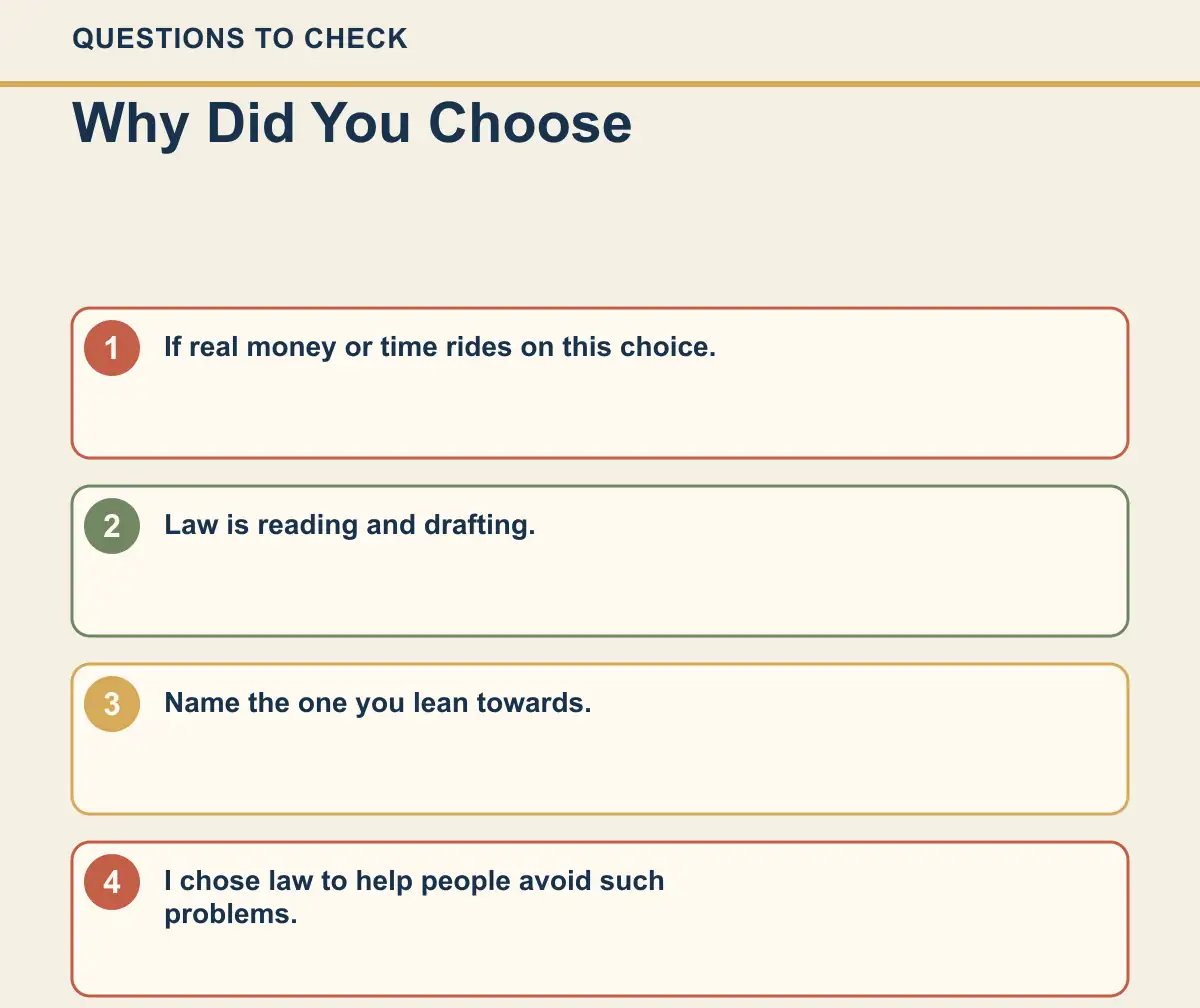 QUESTIONS TO CHECK
Why Did You Choose
1
If real money or time rides on this choice.
2
Law is reading and drafting.
3
Name the one you lean towards.
4
I chose law to help people avoid such
problems.